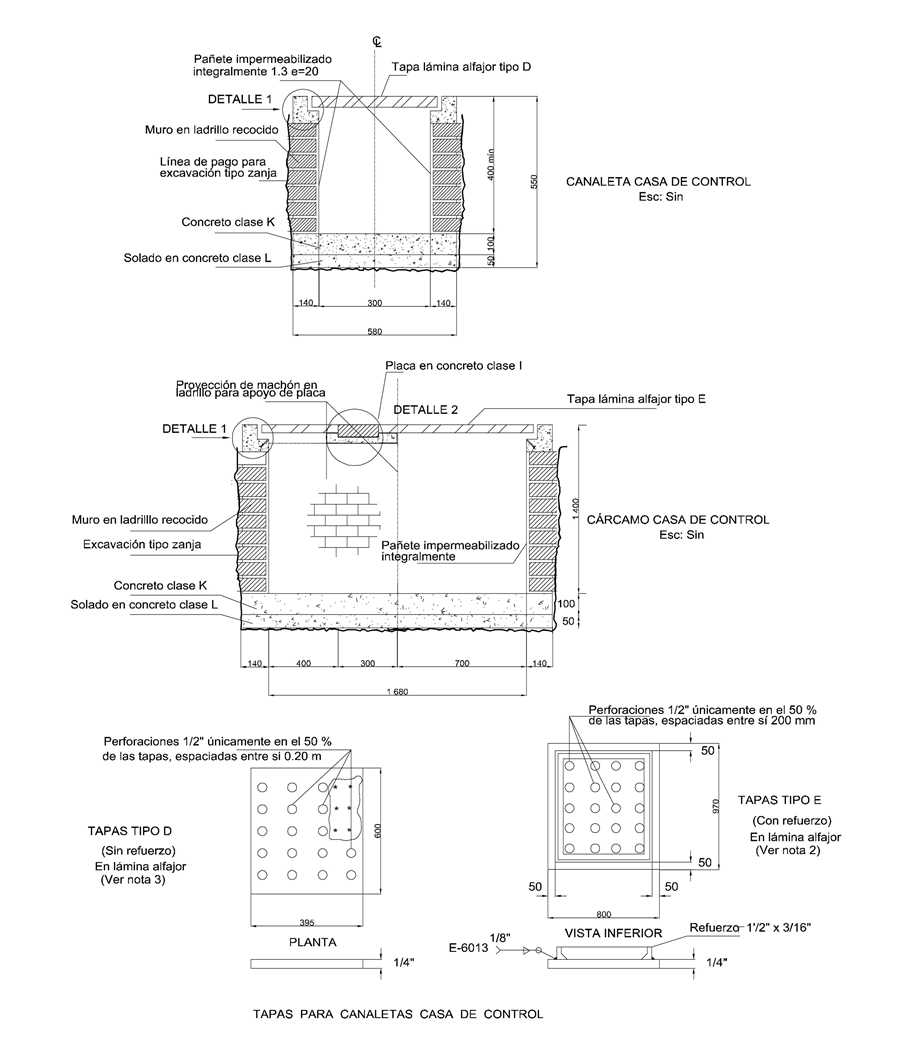 ℄
Pañete impermeabilizado
integralmente 1.3 e=20
Tapa lámina alfajor tipo D
DETALLE 1
Muro en ladrillo recocido
Línea de pago para
excavación tipo zanja
400 min
550
CANALETA CASA DE CONTROL
Esc: Sin
Concreto clase K
100
Solado en concreto clase L
50
140
300
140
580
Placa en concreto clase I
Proyección de machón en
ladrillo para apoyo de placa
DETALLE 2
Tapa lámina alfajor tipo E
DETALLE 1
1 400
Muro en ladrilllo recocido
CÁRCAMO CASA DE CONTROL
Esc: Sin
Excavación tipo zanja
Pañete impermeabilizado
integralmente
Concreto clase K
Solado en concreto clase L
100
50
140
400
300
700
140
1 680
Perforaciones 1/2" únicamente en el 50 %
de las tapas, espaciadas entre sí 0.20 m
TAPAS TIPO D
(Sin refuerzo)
En lámina alfajor
(Ver nota 3)
600
395
PLANTA
1/4"
Perforaciones 1/2" únicamente en el 50 %
de las tapas, espaciadas entre sí 200 mm
50
970
TAPAS TIPO E
(Con refuerzo)
En lámina alfajor
(Ver nota 2)
50
50
50
800
VISTA INFERIOR
Refuerzo 1'/2" x 3/16"
1/8"
E-6013
1/4"
TAPAS PARA CANALETAS CASA DE CONTROL